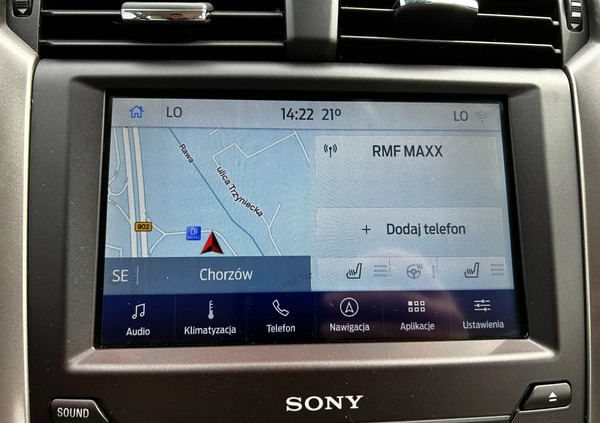 LO 14:22 21º LO
Rawa
ulica Trzyniecka
902
SE Chorzów
RMF MAXX
+ Dodaj telefon
Audio Klimatyzacja Telefon Nawigacja Aplikacje Ustawienia
SOUND SONY